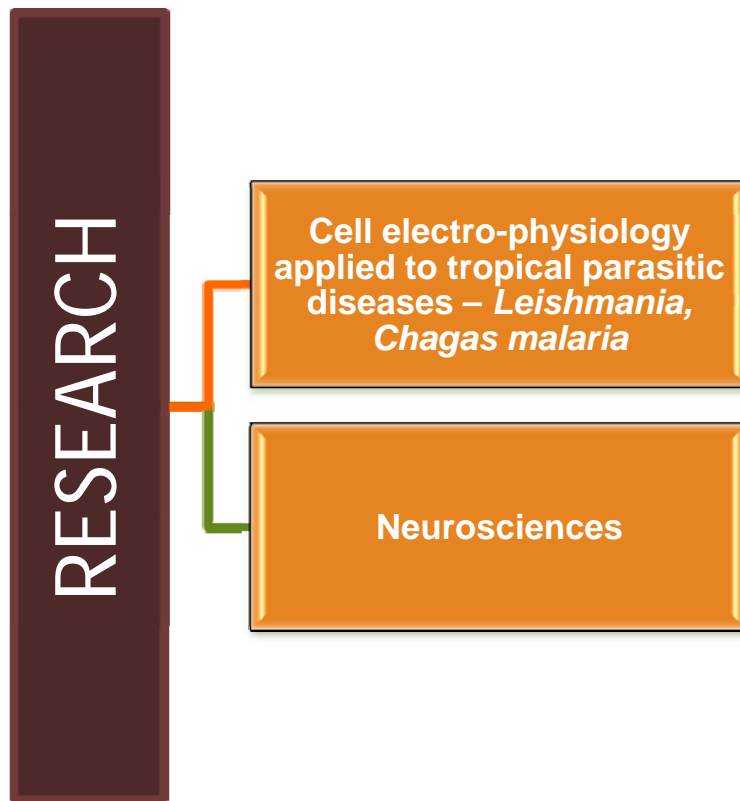 RESEARCH
Cell electro-physiology
applied to tropical parasitic
diseases – Leishmania,
Chagas malaria
Neurosciences